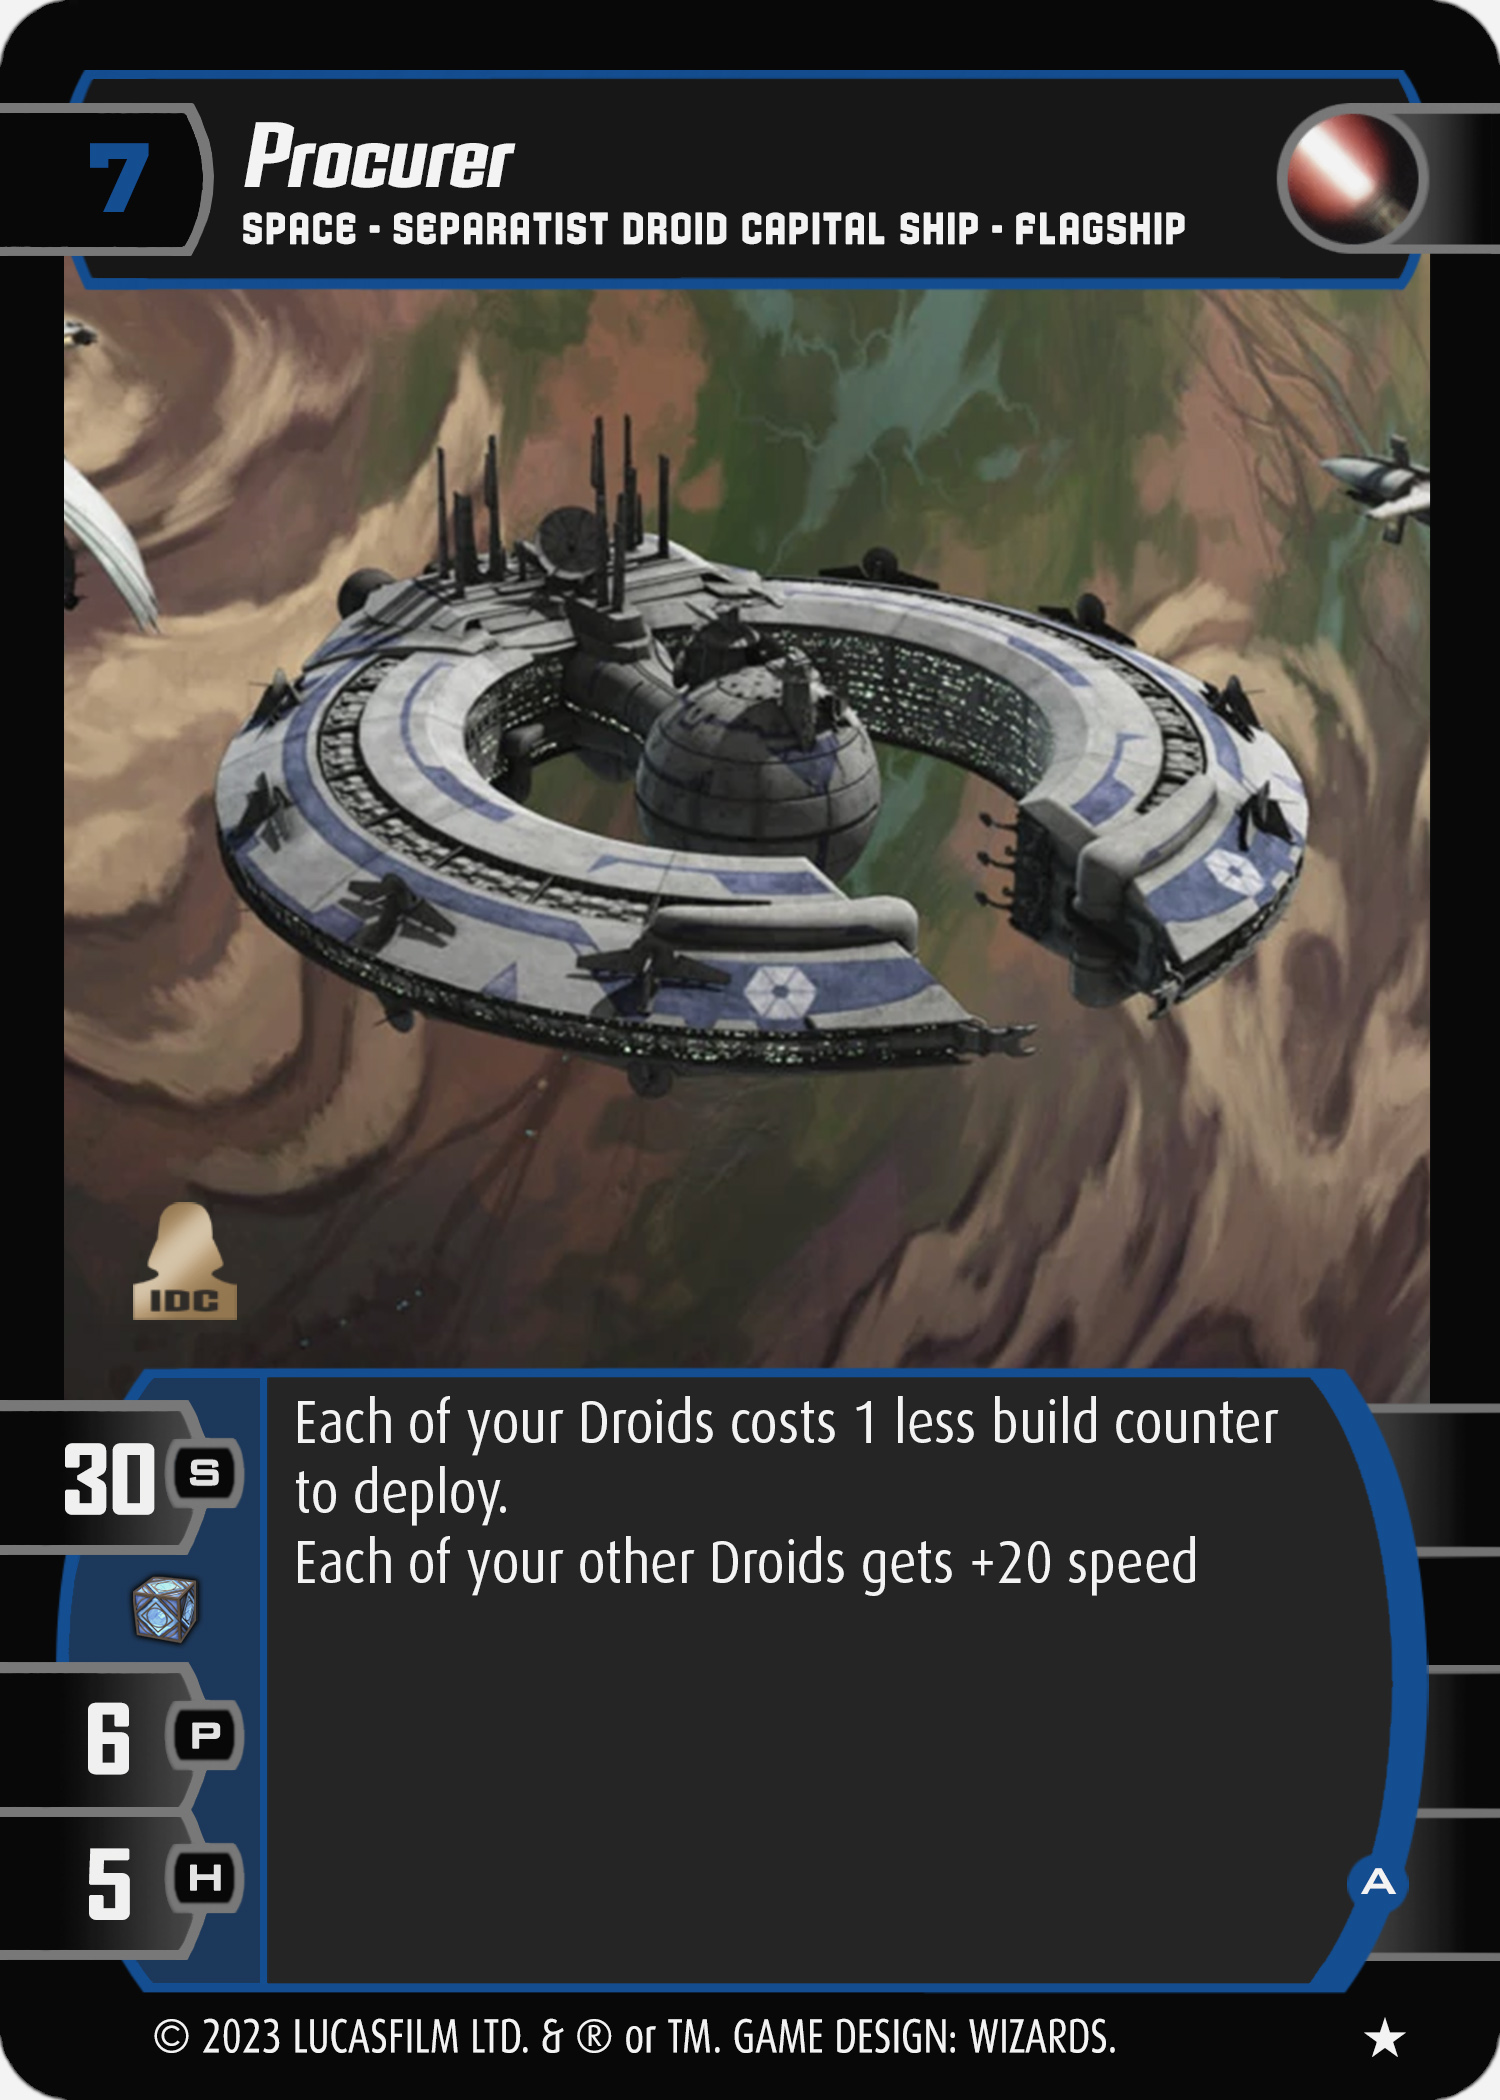 7
Procurer
SPACE - SEPARATIST DROID CAPITAL SHIP - FLAGSHIP
IDC
30 S
Each of your Droids costs 1 less build counter
to deploy.
Each of your other Droids gets +20 speed
6 P
5 H
A
© 2023 LUCASFILM LTD. & ® or TM. GAME DESIGN: WIZARDS.